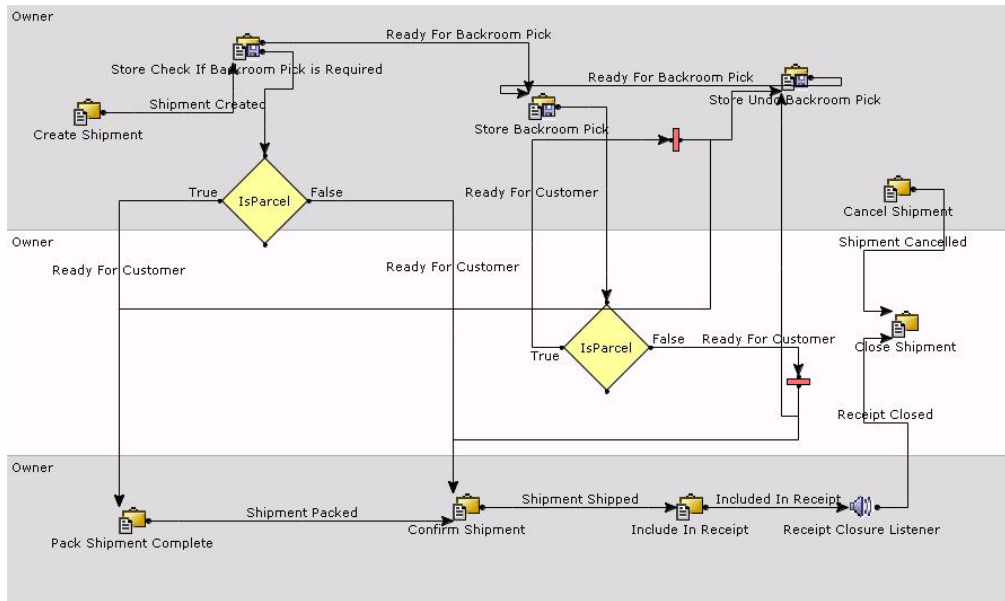 Owner
Ready For Backroom Pick
Store Check If Backroom Pick is Required
Ready For Backroom Pick
Shipment Created
Store Undo Backroom Pick
Create Shipment
Store Backroom Pick
True
False
IsParcel
Ready For Customer
Cancel Shipment
Owner
Shipment Cancelled
Ready For Customer
Ready For Customer
IsParcel
True
False
Ready For Customer
Close Shipment
Receipt Closed
Owner
Shipment Packed
Shipment Shipped
Included In Receipt
Pack Shipment Complete
Confirm Shipment
Include In Receipt
Receipt Closure Listener